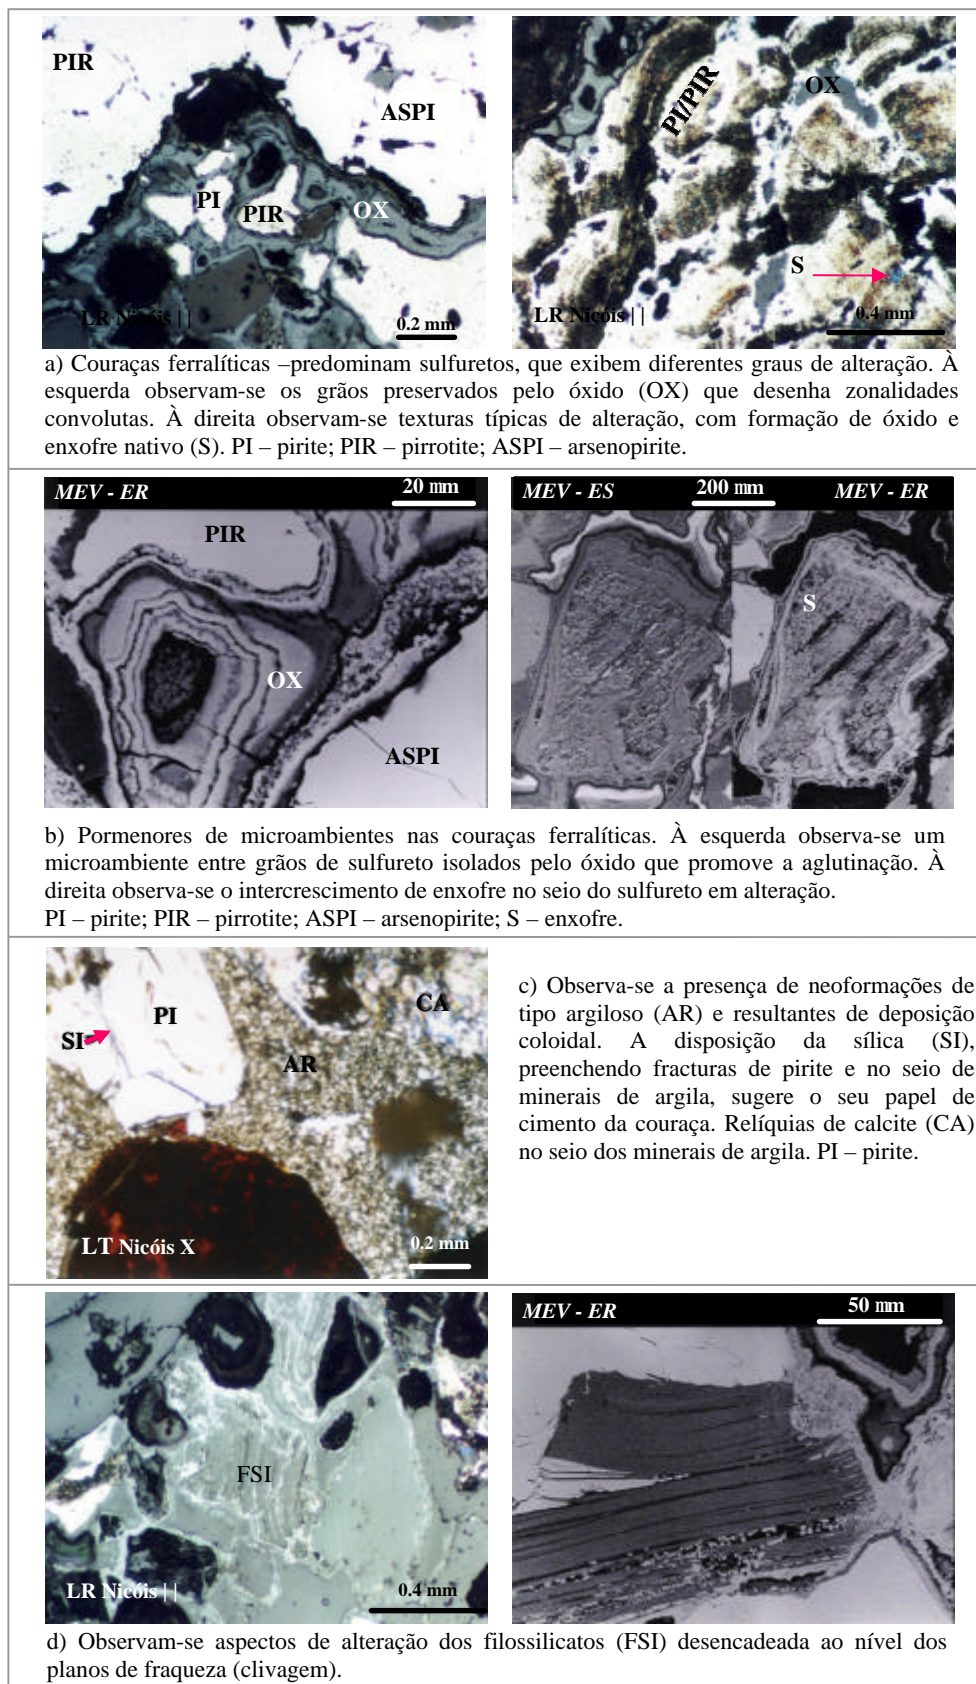 PIR
ASPI
PI
PIR
OX
LR Nicóis ||
0.2 mm
PI/PIR
OX
S
LR Nicóis ||
0.4 mm
a) Couraças ferralíticas –predominam sulfuretos, que exibem diferentes graus de alteração. À
esquerda observam-se os grãos preservados pelo óxido (OX) que desenha zonalidades
convolutas. À direita observam-se texturas típicas de alteração, com formação de óxido e
enxofre nativo (S). PI – pirite; PIR – pirrotite; ASPI – arsenopirite.
MEV - ER
20 mm
PIR
OX
ASPI
MEV - ES
200 mm
MEV - ER
S
b) Pormenores de microambientes nas couraças ferralíticas. À esquerda observa-se um
microambiente entre grãos de sulfureto isolados pelo óxido que promove a aglutinação. À
direita observa-se o intercrescimento de enxofre no seio do sulfureto em alteração.
PI – pirite; PIR – pirrotite; ASPI – arsenopirite; S – enxofre.
PI
CA
SI
AR
LT Nicóis X
0.2 mm
c) Observa-se a presença de neoformações de
tipo argiloso (AR) e resultantes de deposição
coloidal. A disposição da sílica (SI),
preenchendo fracturas de pirite e no seio de
minerais de argila, sugere o seu papel de
cimento da couraça. Relíquias de calcite (CA)
no seio dos minerais de argila. PI – pirite.
FSI
LR Nicóis ||
0.4 mm
MEV - ER
50 mm
d) Observam-se aspectos de alteração dos filossilicatos (FSI) desencadeada ao nível dos
planos de fraqueza (clivagem).